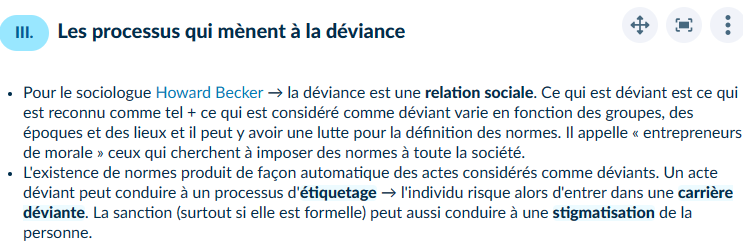 III. Les processus qui mènent à la déviance
• Pour le sociologue Howard Becker → la déviance est une relation sociale. Ce qui est déviant est ce qui
est reconnu comme tel + ce qui est considéré comme déviant varie en fonction des groupes, des
époques et des lieux et il peut y avoir une lutte pour la définition des normes. Il appelle « entrepreneurs
de morale » ceux qui cherchent à imposer des normes à toute la société.
• L'existence de normes produit de façon automatique des actes considérés comme déviants. Un acte
déviant peut conduire à un processus d'étiquetage → l'individu risque alors d'entrer dans une carrière
déviante. La sanction (surtout si elle est formelle) peut aussi conduire à une stigmatisation de la
personne.